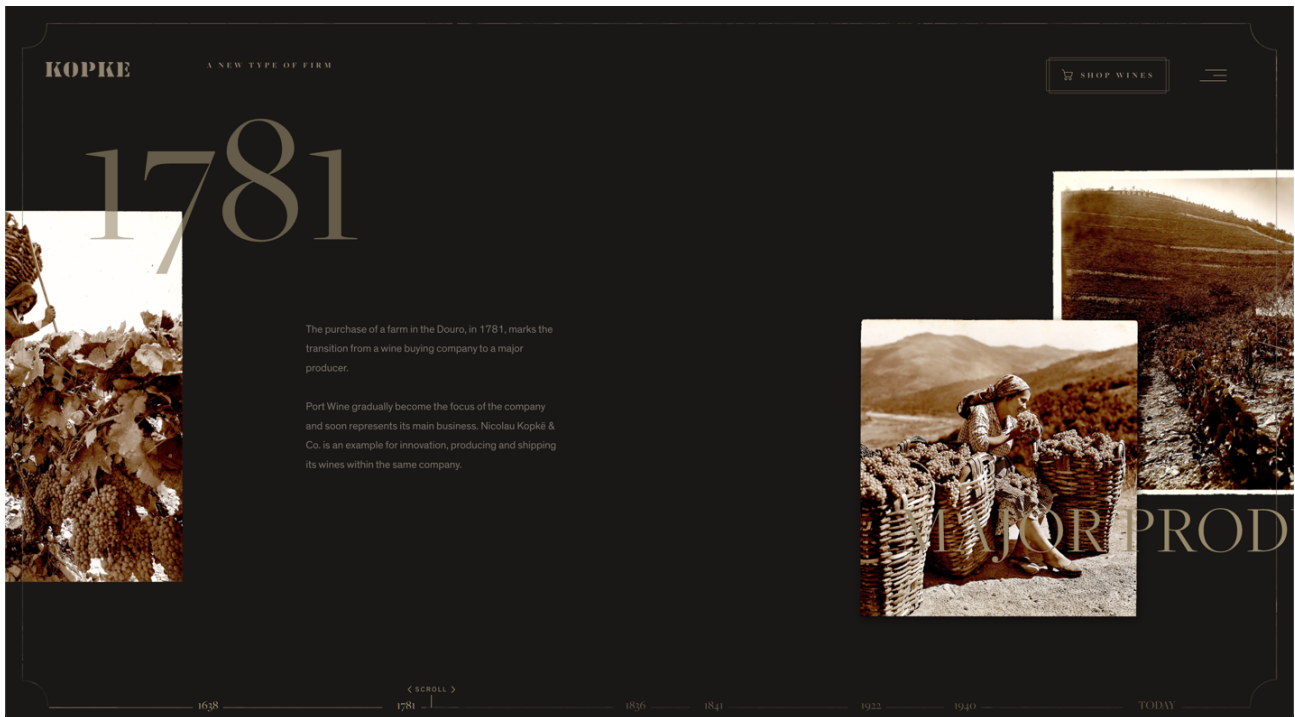 KOPKE
A NEW TYPE OF FIRM
SHOP WINES
1781
The purchase of a farm in the Douro, in 1781, marks the
transition from a wine buying company to a major
producer.
Port Wine gradually become the focus of the company
and soon represents its main business. Nicolau Kopkë &
Co. is an example for innovation, producing and shipping
its wines within the same company.
MAJOR PROD
SCROLL
1638 1781 1836 1841 1922 1940 TODAY